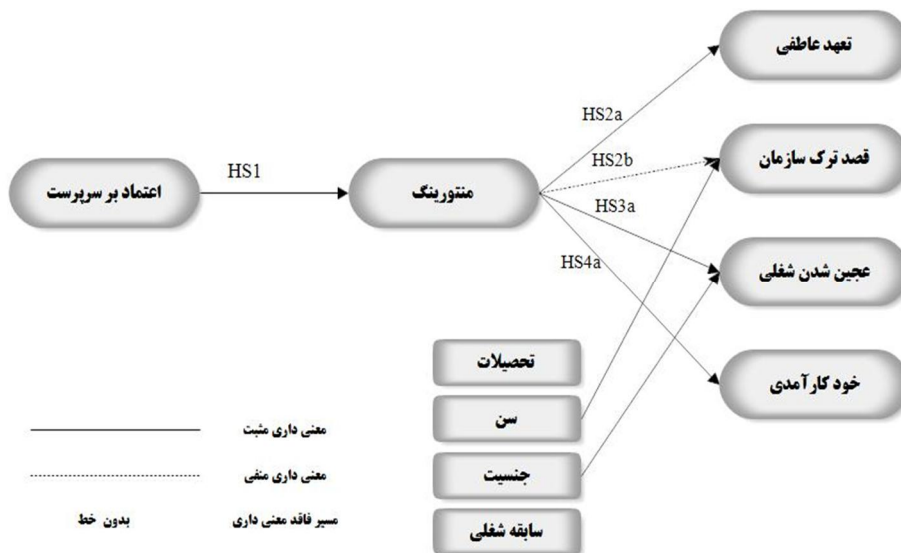 تعهد عاطفی
HS2a
قصد ترک سازمان
HS2b
HS1
اعتماد بر سرپرست
منتورینگ
HS3a
عجین شدن شغلی
HS4a
تحصیلات
خود کارآمدی
سن
معنی داری مثبت
جنسیت
معنی داری منفی
سابقه شغلی
مسیر فاقد معنی داری
بدون خط